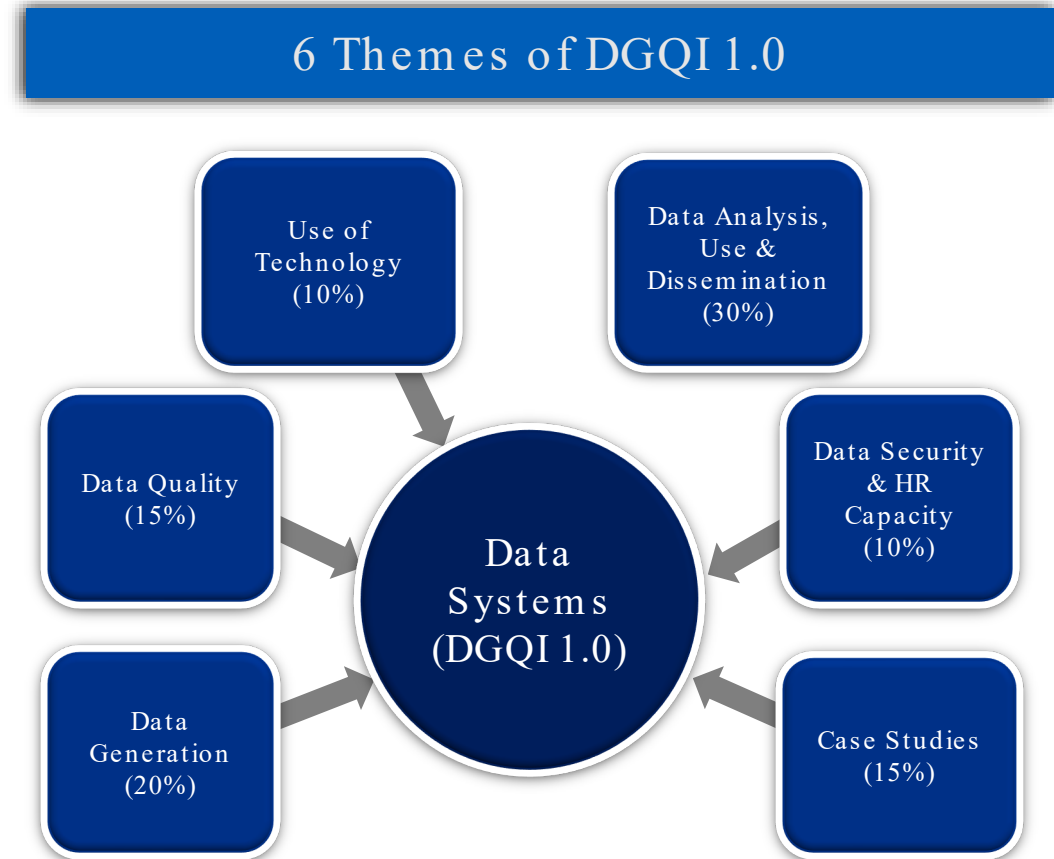 6 Themes of DGQI 1.0
Use of
Technology
(10%)
Data Analysis,
Use &
Dissemination
(30%)
Data Quality
(15%)
Data Security
& HR
Capacity
(10%)
Data
Systems
(DGQI 1.0)
Data
Generation
(20%)
Case Studies
(15%)